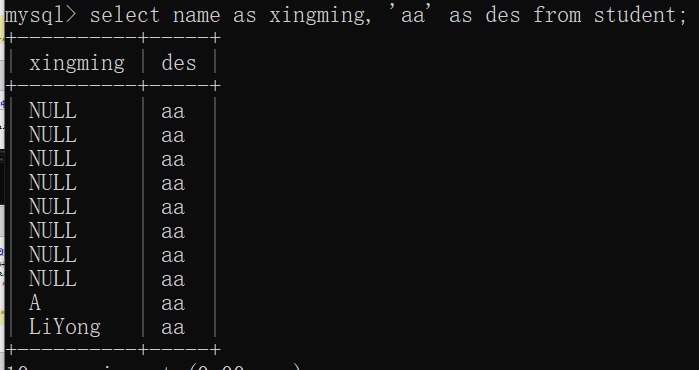 mysql> select name as xingming, 'aa' as des from student;
+----------+-----+
| xingming | des |
+----------+-----+
| NULL     | aa  |
| NULL     | aa  |
| NULL     | aa  |
| NULL     | aa  |
| NULL     | aa  |
| NULL     | aa  |
| NULL     | aa  |
| NULL     | aa  |
| A        | aa  |
| LiYong   | aa  |
+----------+-----+